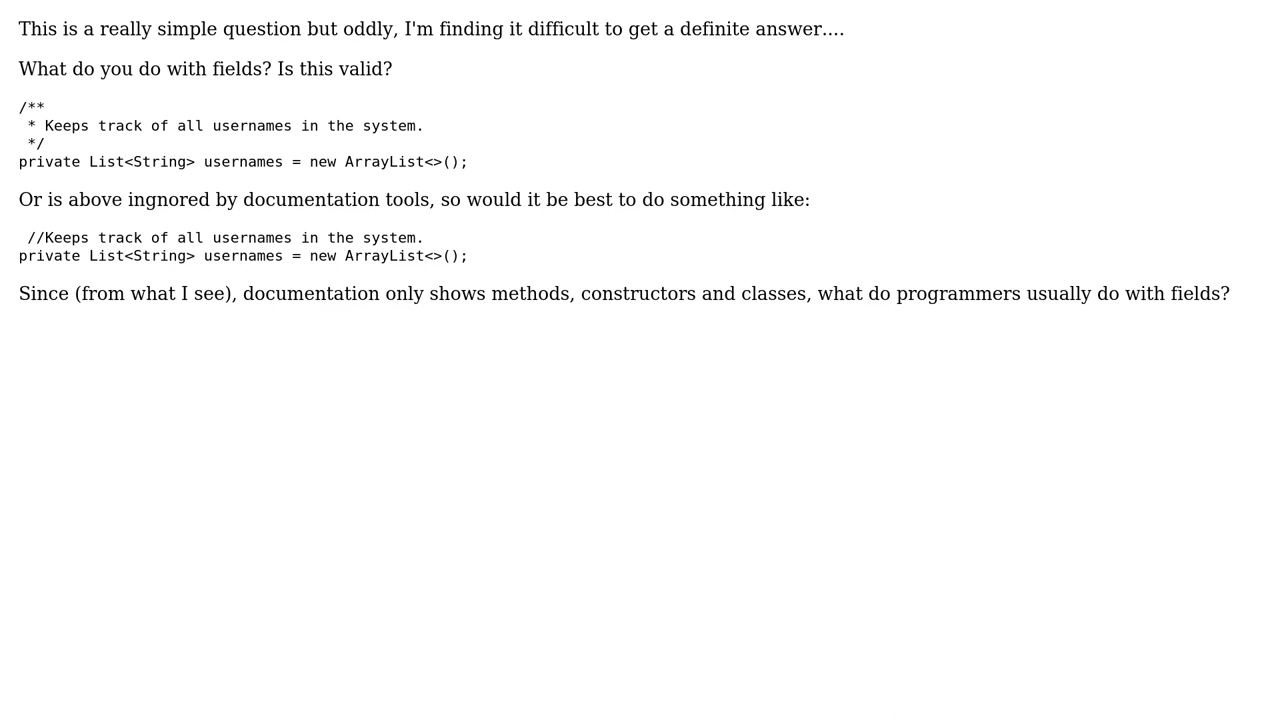 This is a really simple question but oddly, I'm finding it difficult to get a definite answer....
What do you do with fields? Is this valid?
/**
 * Keeps track of all usernames in the system.
 */
private List<String> usernames = new ArrayList<>();
Or is above ingnored by documentation tools, so would it be best to do something like:
 //Keeps track of all usernames in the system.
private List<String> usernames = new ArrayList<>();
Since (from what I see), documentation only shows methods, constructors and classes, what do programmers usually do with fields?